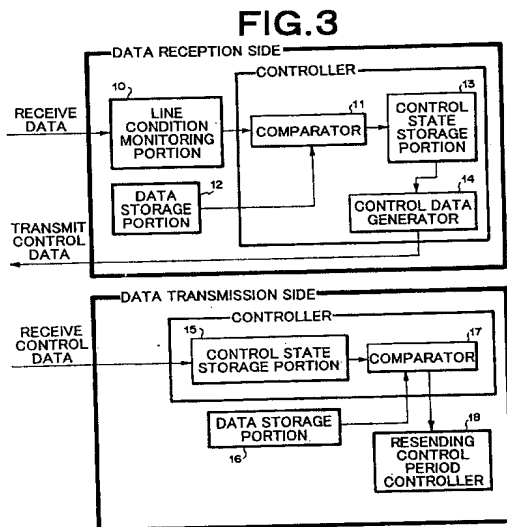 FIG.3
DATA RECEPTION SIDE
CONTROLLER
10
11
13
RECEIVE
DATA
LINE
CONDITION
MONITORING
PORTION
COMPARATOR
CONTROL
STATE
STORAGE
PORTION
12
DATA
STORAGE
PORTION
14
CONTROL DATA
GENERATOR
TRANSMIT
CONTROL
DATA
DATA TRANSMISSION SIDE
CONTROLLER
15
17
RECEIVE
CONTROL
DATA
CONTROL STATE
STORAGE PORTION
COMPARATOR
DATA STORAGE
PORTION
16
18
RESENDING
CONTROL
PERIOD
CONTROLLER